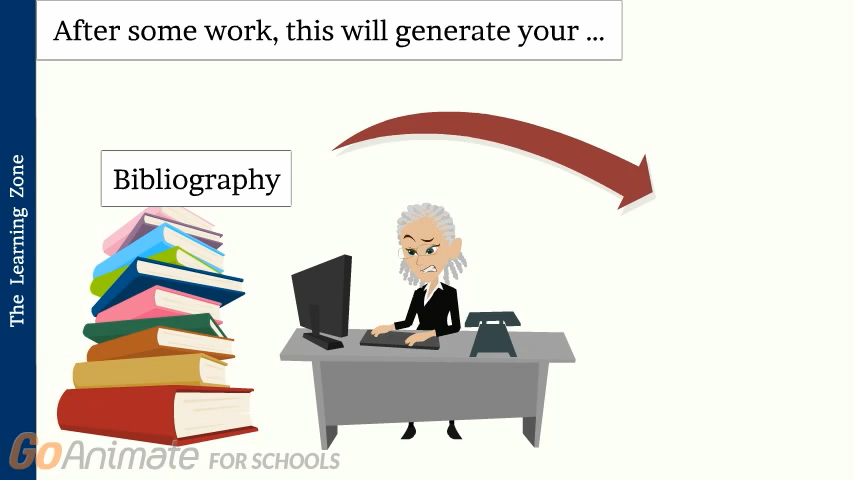 After some work, this will generate your ...
Bibliography
The Learning Zone
GoAnimate FOR SCHOOLS